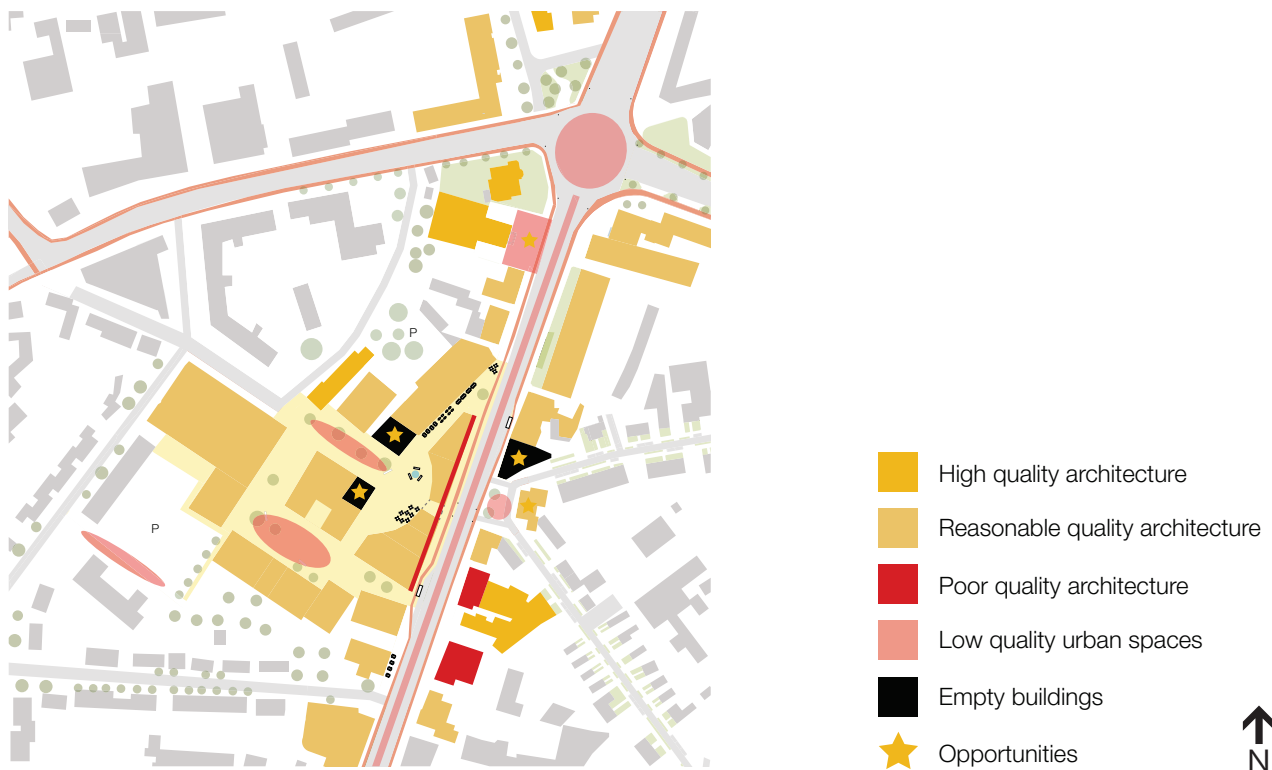 P
P
High quality architecture
Reasonable quality architecture
Poor quality architecture
Low quality urban spaces
Empty buildings
Opportunities
N